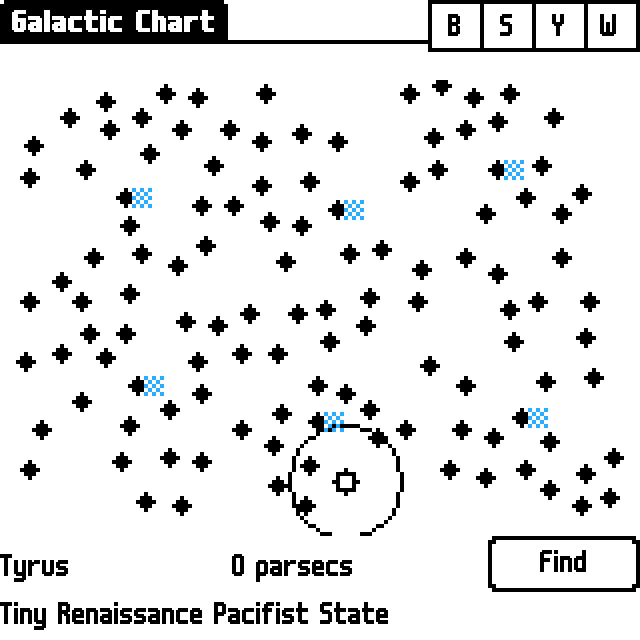 Galactic Chart B S Y W
Tyrus 0 parsecs Find
Tiny Renaissance Pacifist State